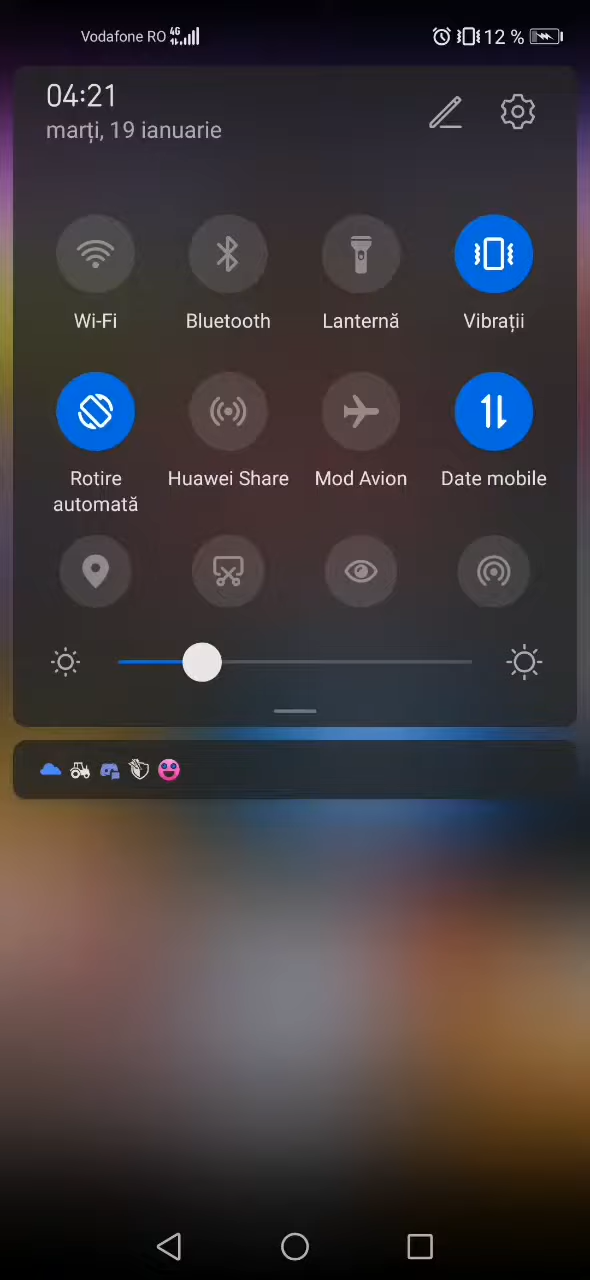 Vodafone RO 4G 12 %
04:21
marți, 19 ianuarie
Wi-Fi Bluetooth Lanternă Vibrații
Rotire Huawei Share Mod Avion Date mobile
automată